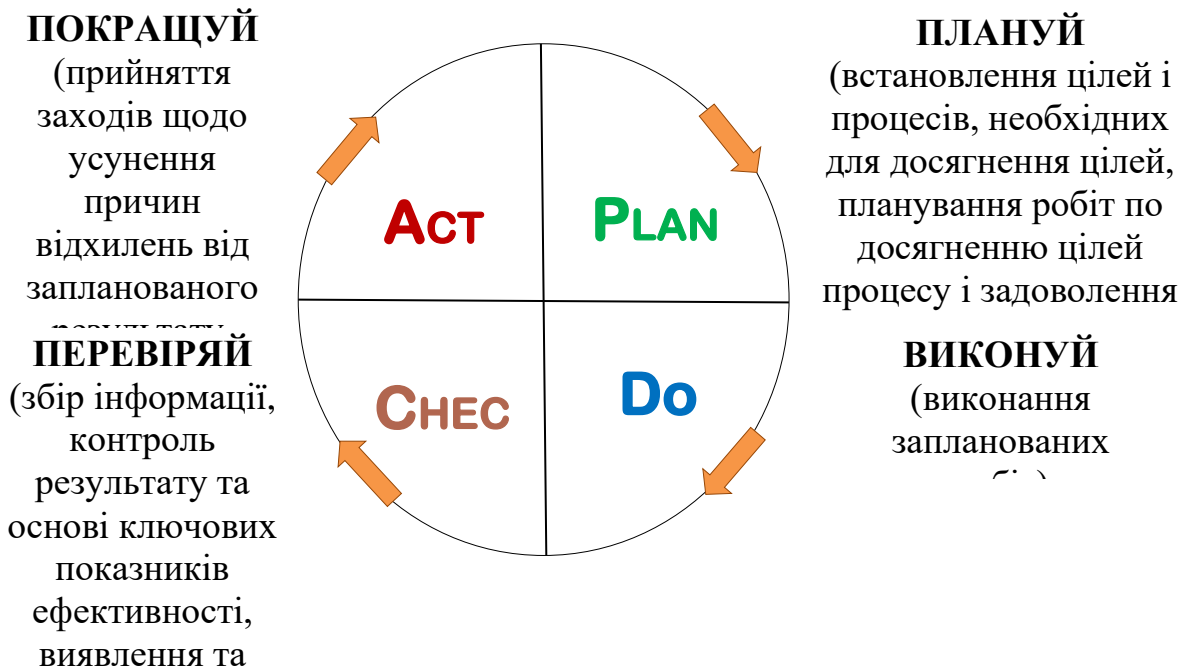 ПОКРАЩУЙ
(прийняття
заходів щодо
усунення
причин
відхилень від
запланованого
ПЛАНУЙ
(встановлення цілей і
процесів, необхідних
для досягнення цілей,
планування робіт по
досягненню цілей
процесу і задоволення
ACT
PLAN
CHEC
DO
ПЕРЕВІРЯЙ
(збір інформації,
контроль
результату та
основі ключових
показників
ефективності,
виявлення та
ВИКОНУЙ
(виконання
запланованих